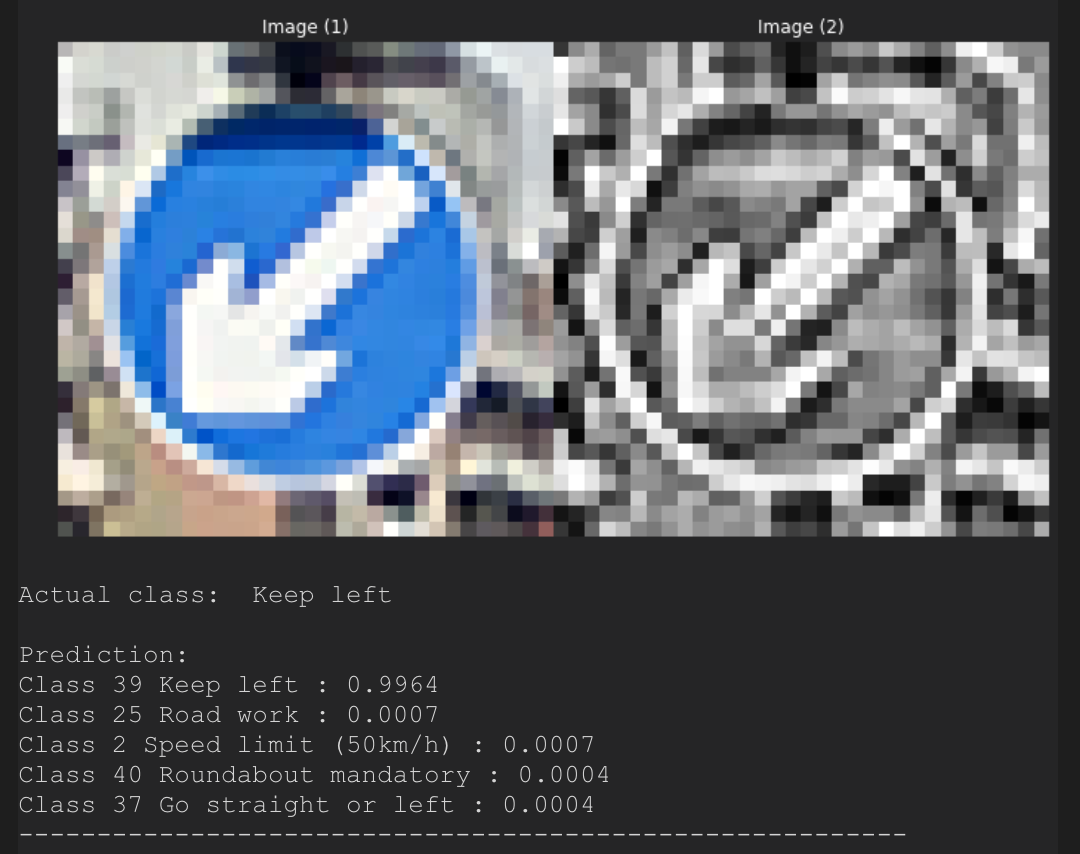 Image (1)
Image (2)
Actual class:  Keep left
Prediction:
Class 39 Keep left : 0.9964
Class 25 Road work : 0.0007
Class 2 Speed limit (50km/h) : 0.0007
Class 40 Roundabout mandatory : 0.0004
Class 37 Go straight or left : 0.0004
---------------------------------------------------------